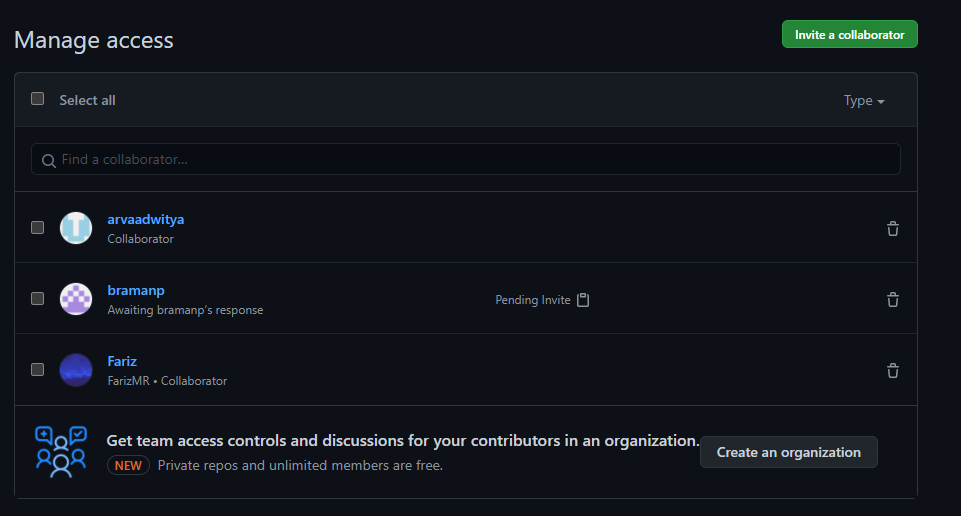 Manage access
Invite a collaborator
Select all
Type
Find a collaborator...
arvaadwitya
Collaborator
bramanp
Awaiting bramanp's response
Pending Invite
Fariz
FarizMR • Collaborator
Get team access controls and discussions for your contributors in an organization.
NEW Private repos and unlimited members are free.
Create an organization